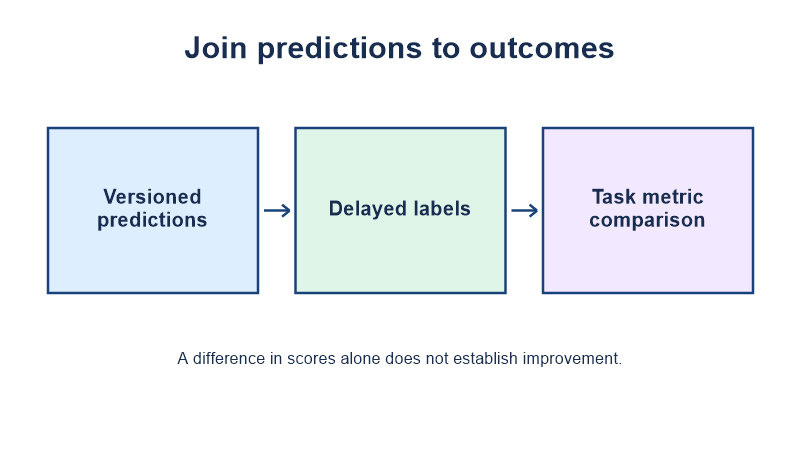 Join predictions to outcomes
Versioned
predictions
Delayed labels
Task metric
comparison
A difference in scores alone does not establish improvement.